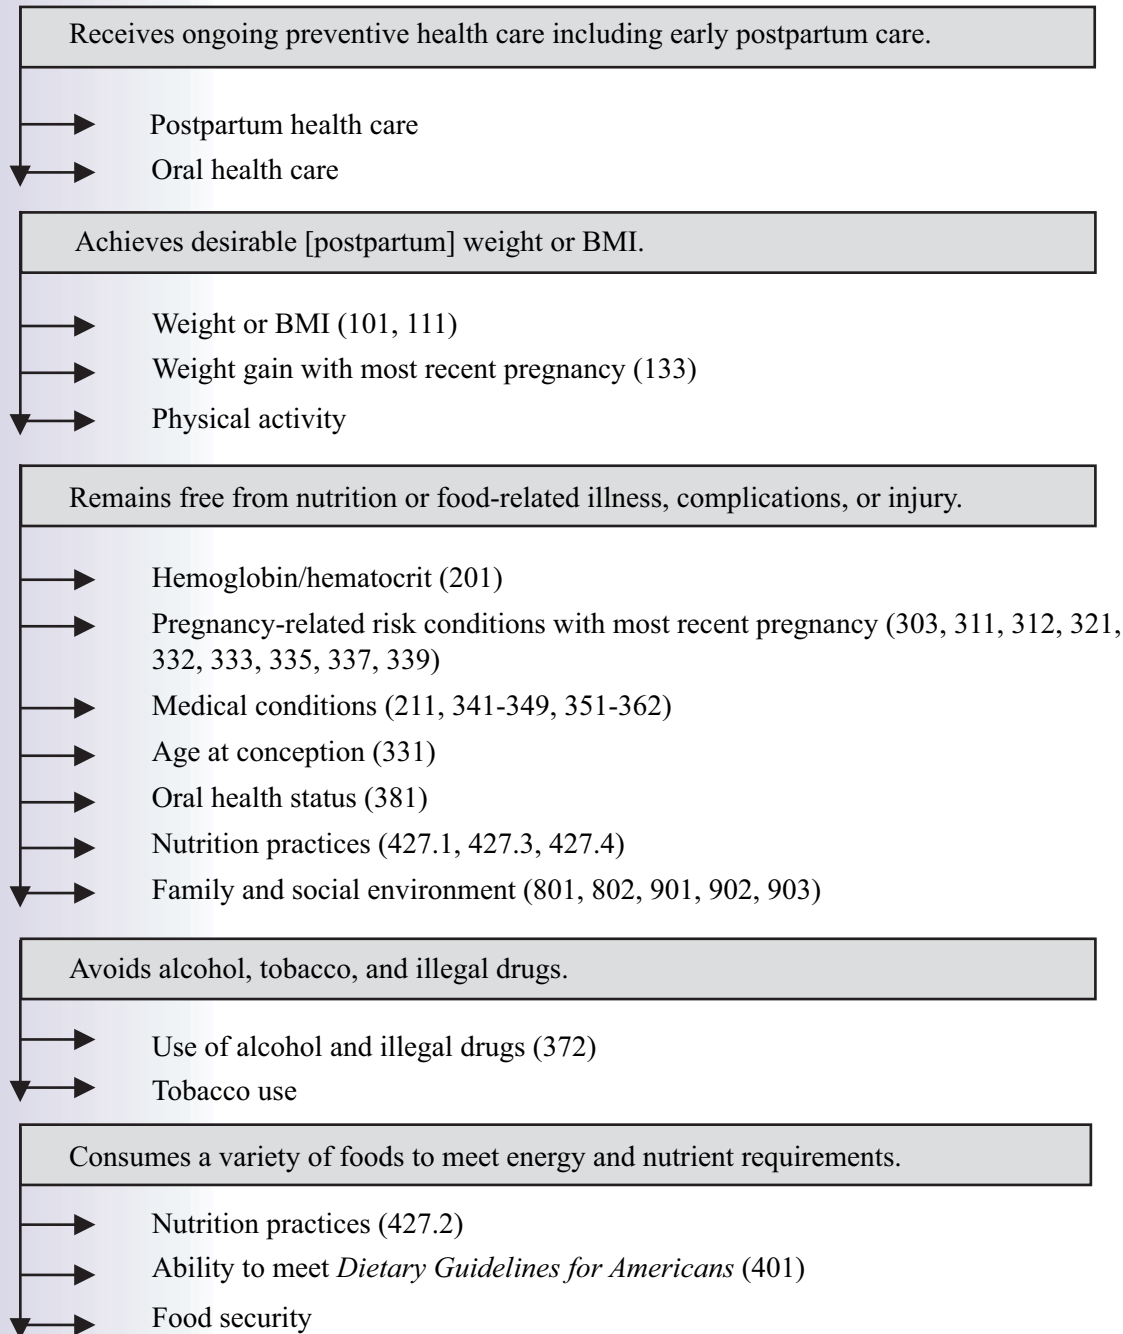 Receives ongoing preventive health care including early postpartum care.
Postpartum health care
Oral health care
Achieves desirable [postpartum] weight or BMI.
Weight or BMI (101, 111)
Weight gain with most recent pregnancy (133)
Physical activity
Remains free from nutrition or food-related illness, complications, or injury.
Hemoglobin/hematocrit (201)
Pregnancy-related risk conditions with most recent pregnancy (303, 311, 312, 321,
332, 333, 335, 337, 339)
Medical conditions (211, 341-349, 351-362)
Age at conception (331)
Oral health status (381)
Nutrition practices (427.1, 427.3, 427.4)
Family and social environment (801, 802, 901, 902, 903)
Avoids alcohol, tobacco, and illegal drugs.
Use of alcohol and illegal drugs (372)
Tobacco use
Consumes a variety of foods to meet energy and nutrient requirements.
Nutrition practices (427.2)
Ability to meet Dietary Guidelines for Americans (401)
Food security